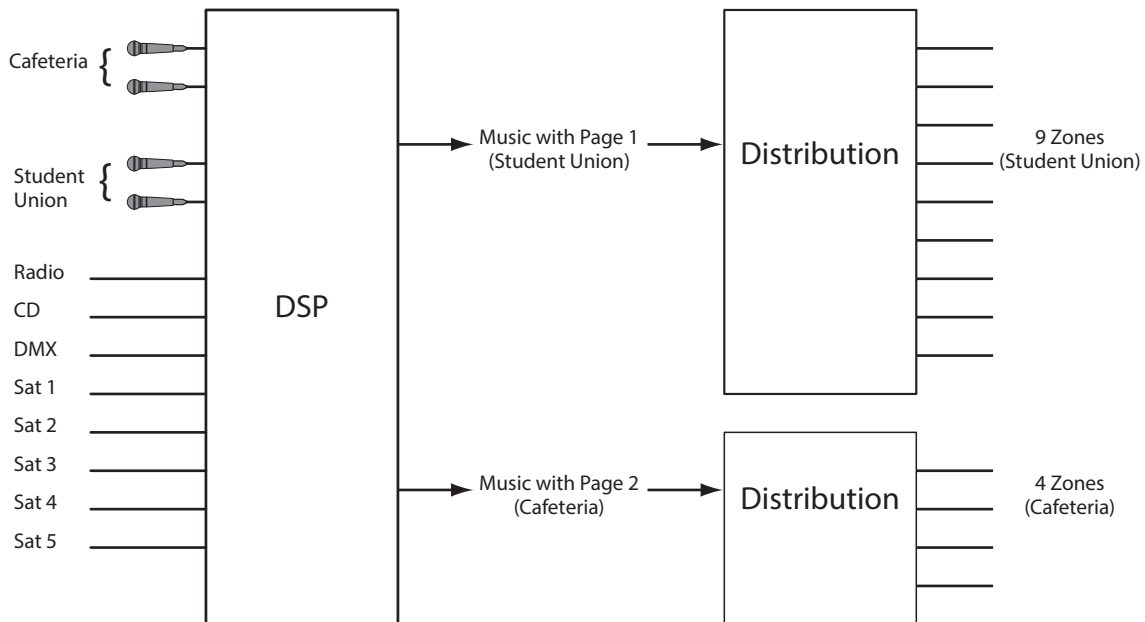 Cafeteria
Student
Union
Radio
CD
DMX
Sat 1
Sat 2
Sat 3
Sat 4
Sat 5
DSP
Music with Page 1
(Student Union)
Distribution
9 Zones
(Student Union)
Music with Page 2
(Cafeteria)
Distribution
4 Zones
(Cafeteria)